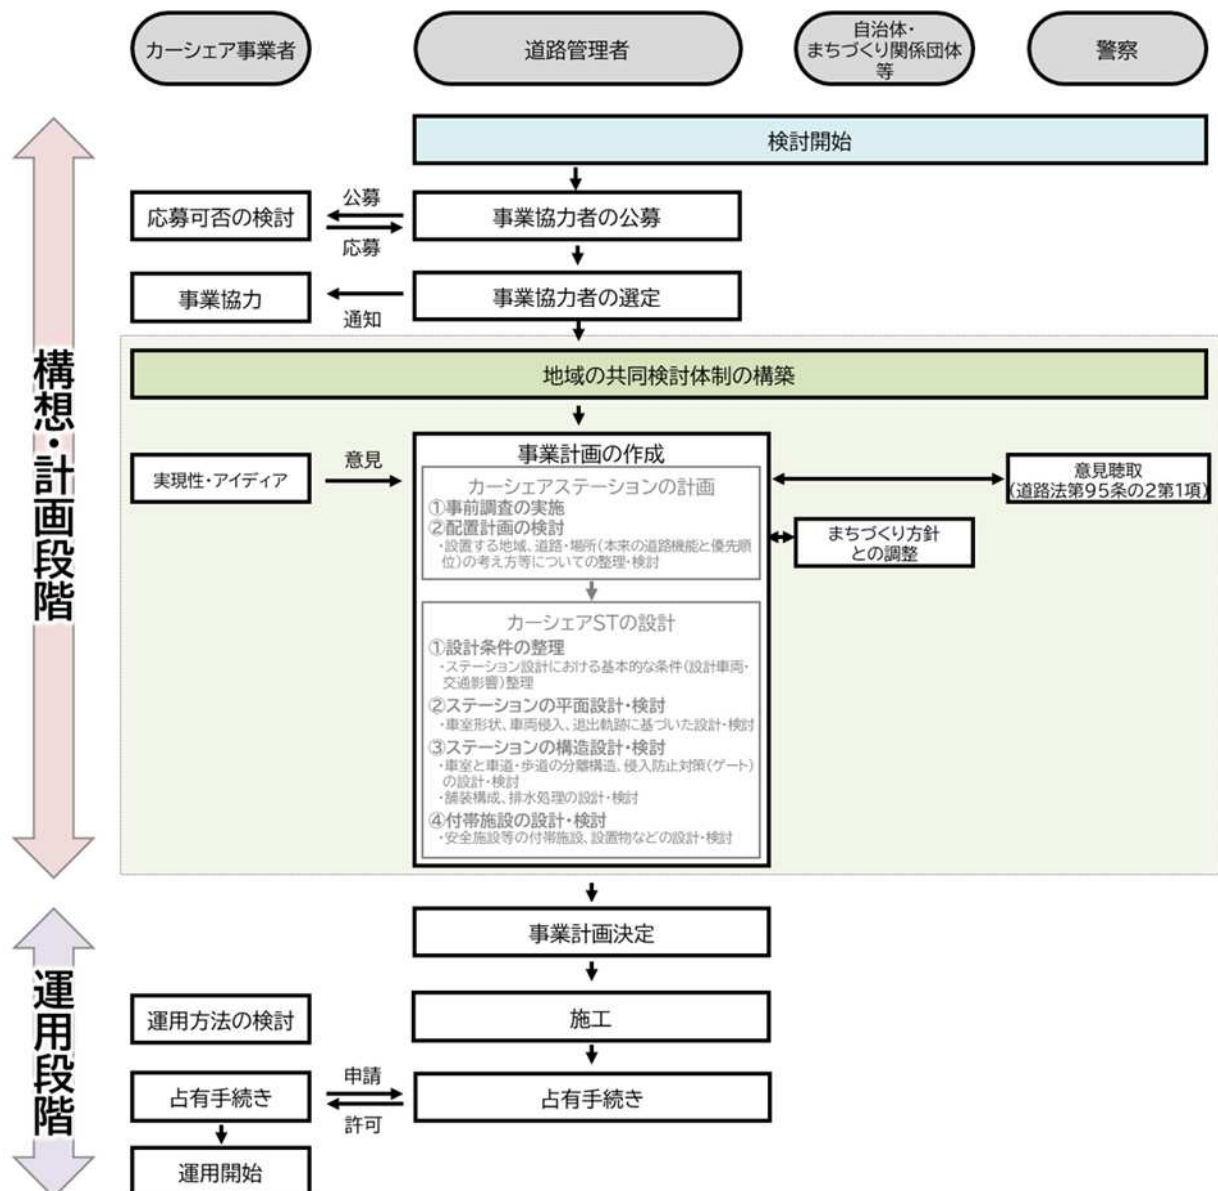 カーシェア事業者
道路管理者
自治体・
まちづくり関係団体
等
警察
構想・計画段階
検討開始
応募可否の検討
公募
応募
事業協力者の公募
事業協力
通知
事業協力者の選定
地域の共同検討体制の構築
実現性・アイディア
意見
事業計画の作成
カーシェアステーションの計画
①事前調査の実施
②配置計画の検討
・設置する地域、道路・場所(本来の道路機能と優先順
位)の考え方等についての整理・検討
意見聴取
(道路法第95条の2第1項)
まちづくり方針
との調整
カーシェアSTの設計
①設計条件の整理
・ステーション設計における基本的な条件(設計車両・
交通影響)整理
②ステーションの平面設計・検討
・車室形状、車両侵入、退出軌跡に基づいた設計・検討
③ステーションの構造設計・検討
・車室と車道・歩道の分離構造、侵入防止対策(ゲート)
の設計・検討
・舗装構成、排水処理の設計・検討
④付帯施設の設計・検討
・安全施設等の付帯施設、設置物などの設計・検討
運用段階
事業計画決定
運用方法の検討
施工
占有手続き
申請
許可
占有手続き
運用開始